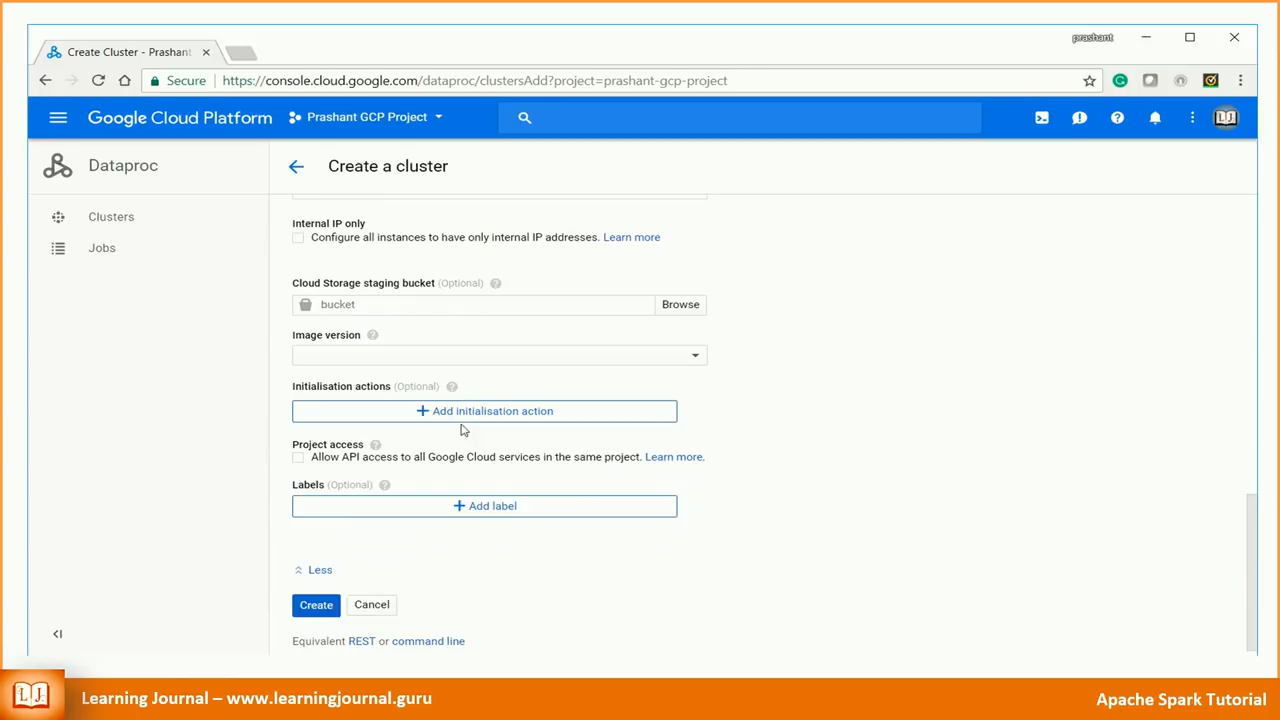 prashant
Create Cluster - Prashant
Secure https://console.cloud.google.com/dataproc/clustersAdd?project=prashant-gcp-project
Google Cloud Platform Prashant GCP Project
LJ
Dataproc
Create a cluster
Clusters
Jobs
Internal IP only
Configure all instances to have only internal IP addresses. Learn more
Cloud Storage staging bucket (Optional)
bucket Browse
Image version
Initialisation actions (Optional)
Add initialisation action
Project access
Allow API access to all Google Cloud services in the same project. Learn more.
Labels (Optional)
Add label
Less
Create Cancel
Equivalent REST or command line
LJ
Learning Journal – www.learningjournal.guru
Apache Spark Tutorial